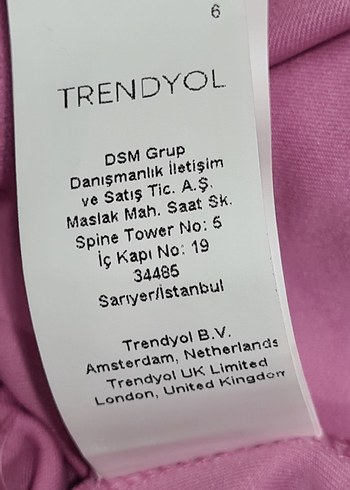 6
TRENDYOL
DSM Grup
Danışmanlık İletişim
ve Satış Tic. A.Ş.
Maslak Mah. Saat Sk.
Spine Tower No: 5
İç Kapı No: 19
34485
Sarıyer/İstanbul
Trendyol B.V.
Amsterdam, Netherlands
Trendyol UK Limited
London, United Kingdom